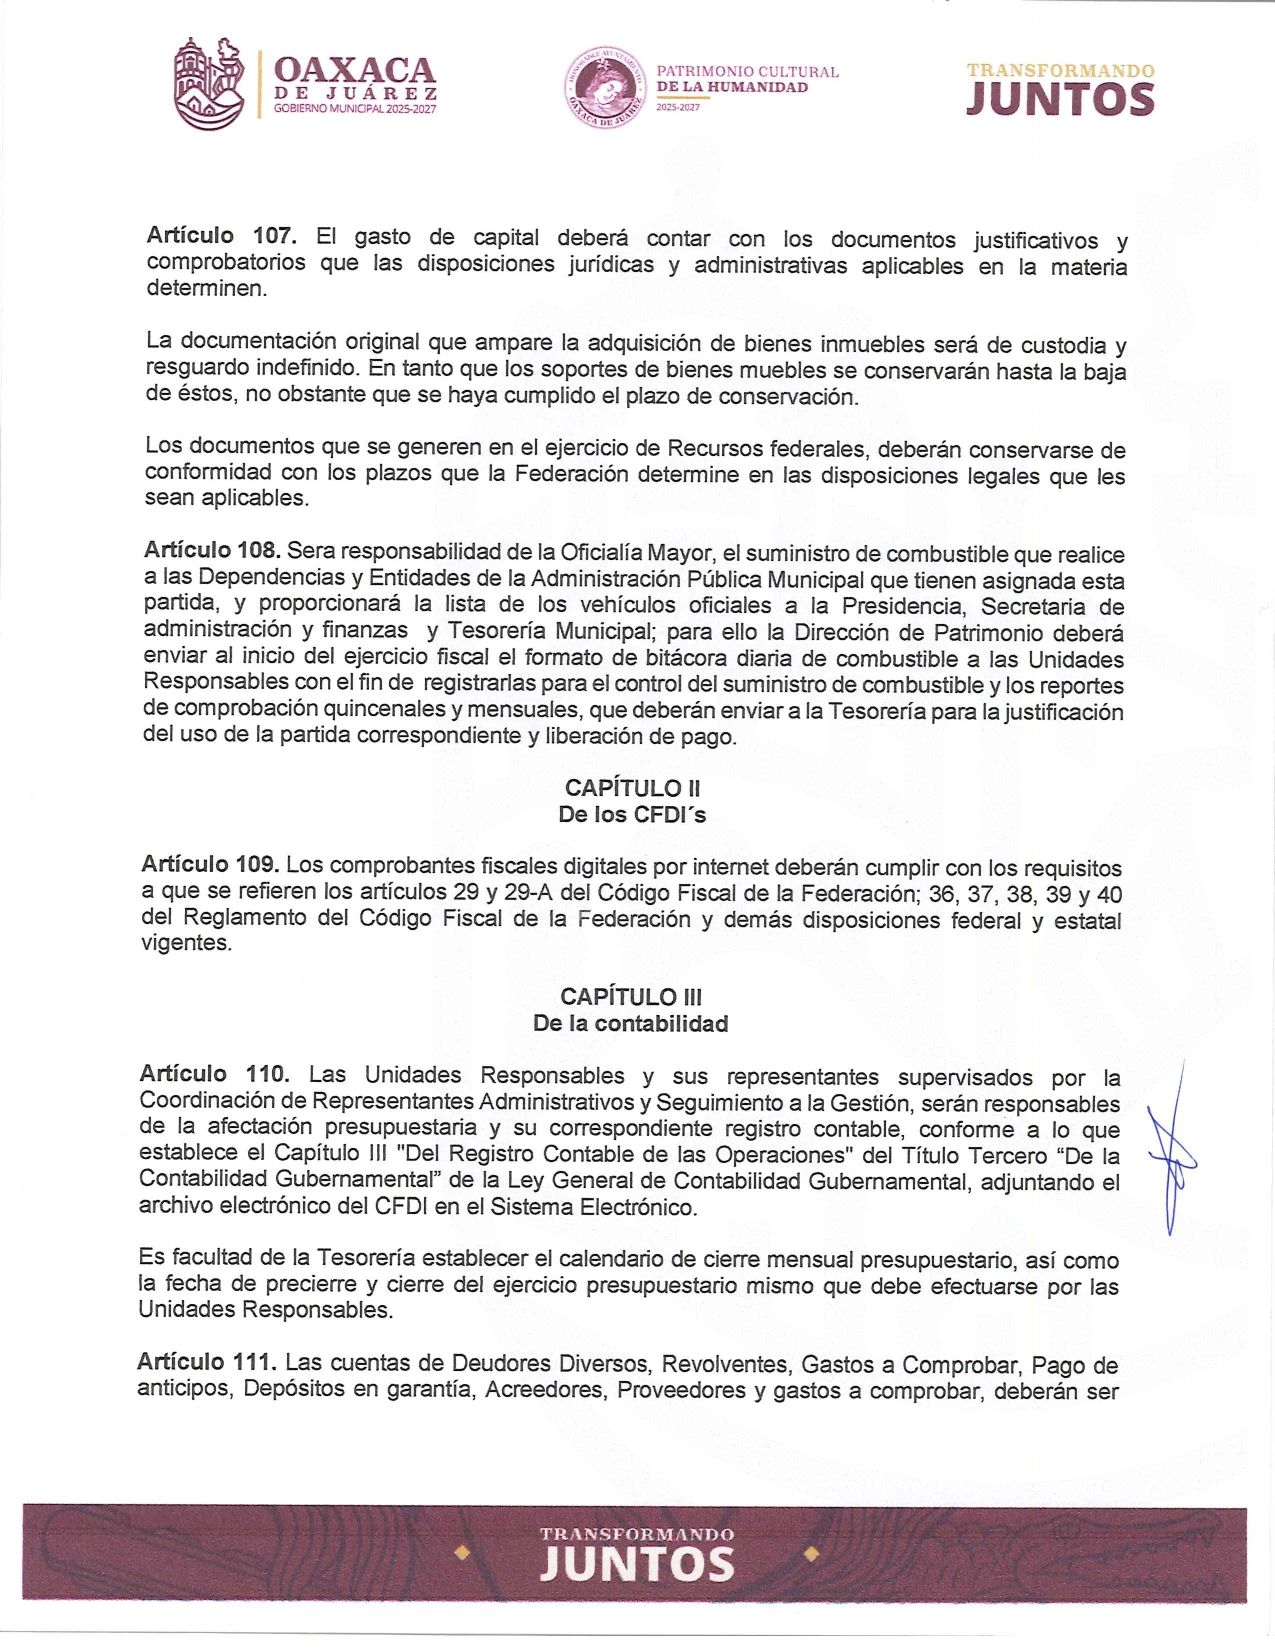 OAXACA
DE JUÁREZ
GOBIERNO MUNICIPAL 2025-2027
HONORABLE AYUNTAMIENTO
OAXACA DE JUÁREZ
PATRIMONIO CULTURAL
DE LA HUMANIDAD
2025-2027
TRANSFORMANDO
JUNTOS
Artículo 107. El gasto de capital deberá contar con los documentos justificativos y
comprobatorios que las disposiciones jurídicas y administrativas aplicables en la materia
determinen.
La documentación original que ampare la adquisición de bienes inmuebles será de custodia y
resguardo indefinido. En tanto que los soportes de bienes muebles se conservarán hasta la baja
de éstos, no obstante que se haya cumplido el plazo de conservación.
Los documentos que se generen en el ejercicio de Recursos federales, deberán conservarse de
conformidad con los plazos que la Federación determine en las disposiciones legales que les
sean aplicables.
Artículo 108. Sera responsabilidad de la Oficialía Mayor, el suministro de combustible que realice
a las Dependencias y Entidades de la Administración Pública Municipal que tienen asignada esta
partida, y proporcionará la lista de los vehículos oficiales a la Presidencia, Secretaria de
administración y finanzas y Tesorería Municipal; para ello la Dirección de Patrimonio deberá
enviar al inicio del ejercicio fiscal el formato de bitácora diaria de combustible a las Unidades
Responsables con el fin de registrarlas para el control del suministro de combustible y los reportes
de comprobación quincenales y mensuales, que deberán enviar a la Tesorería para la justificación
del uso de la partida correspondiente y liberación de pago.
CAPÍTULO II
De los CFDI´s
Artículo 109. Los comprobantes fiscales digitales por internet deberán cumplir con los requisitos
a que se refieren los artículos 29 y 29-A del Código Fiscal de la Federación; 36, 37, 38, 39 y 40
del Reglamento del Código Fiscal de la Federación y demás disposiciones federal y estatal
vigentes.
CAPÍTULO III
De la contabilidad
Artículo 110. Las Unidades Responsables y sus representantes supervisados por la
Coordinación de Representantes Administrativos y Seguimiento a la Gestión, serán responsables
de la afectación presupuestaria y su correspondiente registro contable, conforme a lo que
establece el Capítulo III "Del Registro Contable de las Operaciones" del Título Tercero “De la
Contabilidad Gubernamental” de la Ley General de Contabilidad Gubernamental, adjuntando el
archivo electrónico del CFDI en el Sistema Electrónico.
Es facultad de la Tesorería establecer el calendario de cierre mensual presupuestario, así como
la fecha de precierre y cierre del ejercicio presupuestario mismo que debe efectuarse por las
Unidades Responsables.
Artículo 111. Las cuentas de Deudores Diversos, Revolventes, Gastos a Comprobar, Pago de
anticipos, Depósitos en garantía, Acreedores, Proveedores y gastos a comprobar, deberán ser
TRANSFORMANDO
JUNTOS